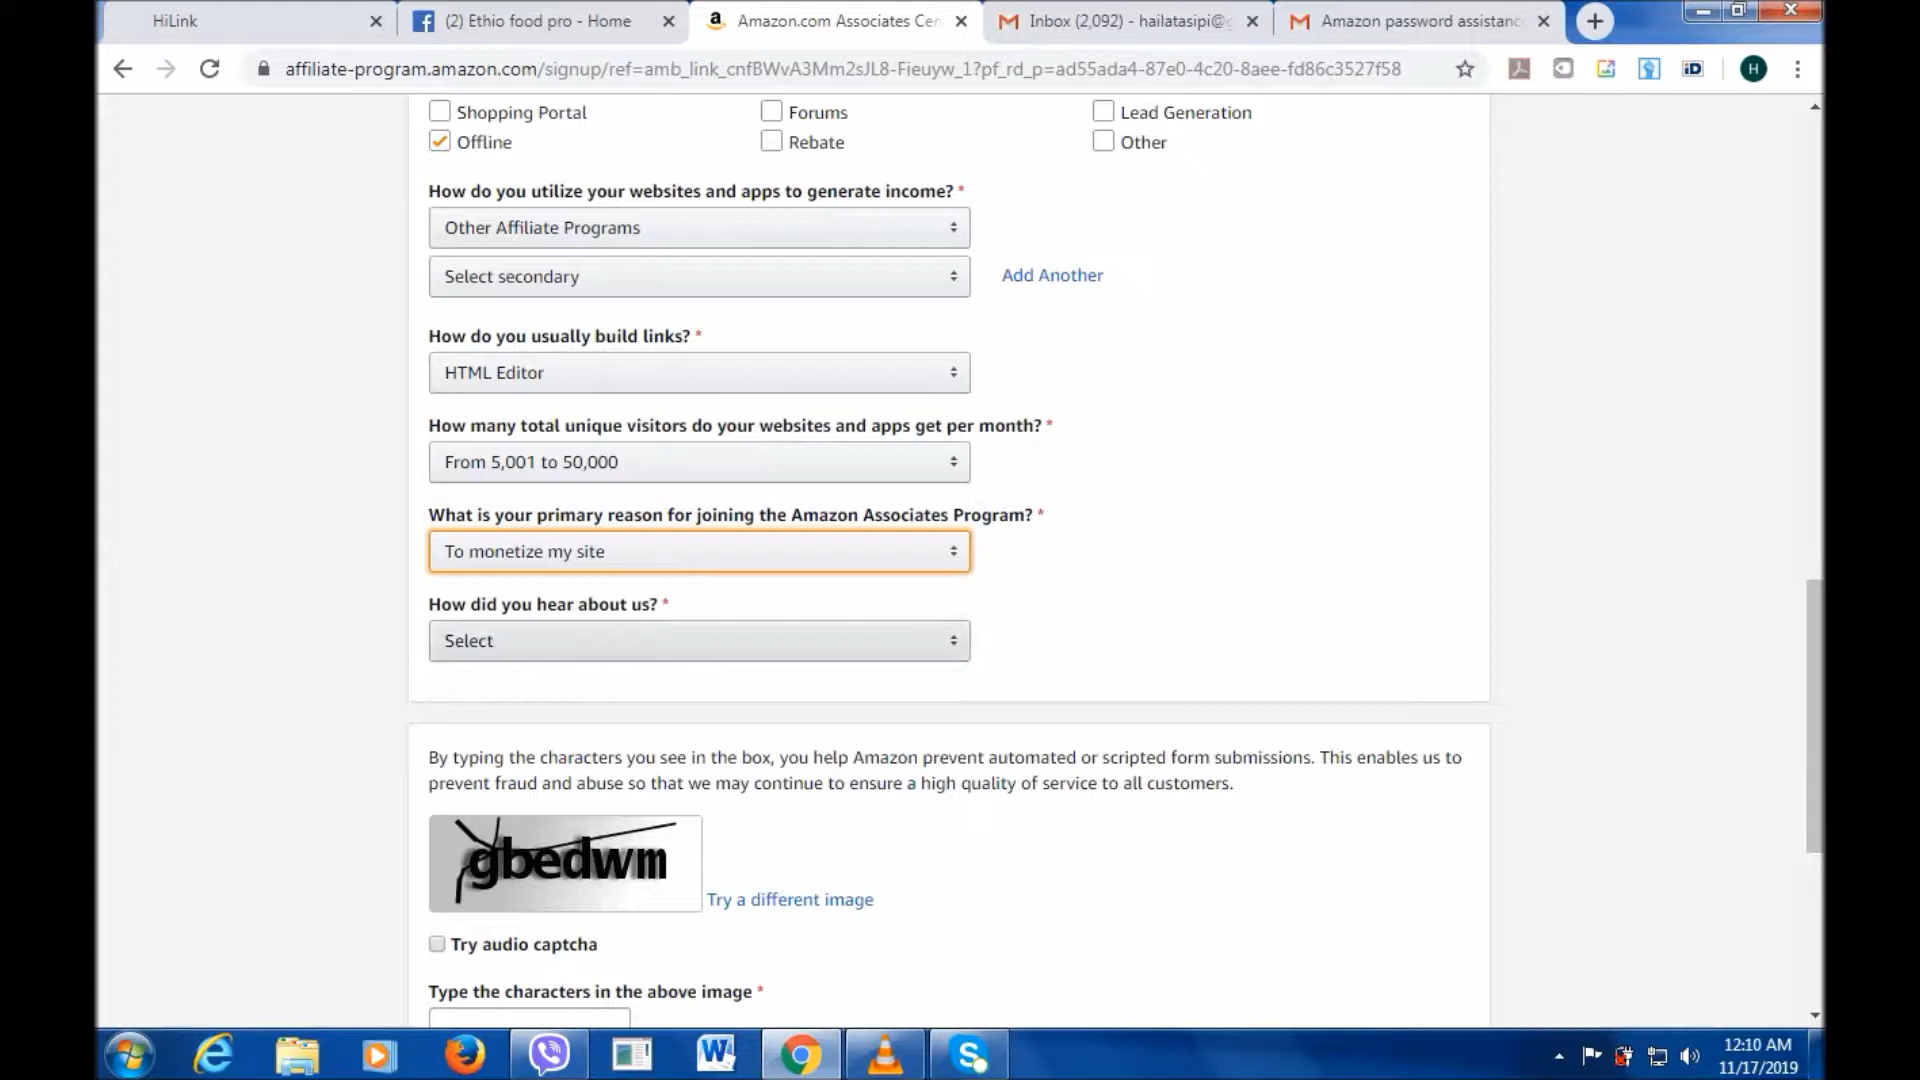 HiLink
(2) Ethio food pro - Home
Amazon.com Associates Cen
Inbox (2,092) - hailatasipi@g
Amazon password assistanc
affiliate-program.amazon.com/signup/ref=amb_link_cnfBWvA3Mm2sJL8-Fieuyw_1?pf_rd_p=ad55ada4-87e0-4c20-8aee-fd86c3527f58
iD
H
Shopping Portal
Forums
Lead Generation
Offline
Rebate
Other
How do you utilize your websites and apps to generate income? *
Other Affiliate Programs
Select secondary
Add Another
How do you usually build links? *
HTML Editor
How many total unique visitors do your websites and apps get per month? *
From 5,001 to 50,000
What is your primary reason for joining the Amazon Associates Program? *
To monetize my site
How did you hear about us? *
Select
By typing the characters you see in the box, you help Amazon prevent automated or scripted form submissions. This enables us to
prevent fraud and abuse so that we may continue to ensure a high quality of service to all customers.
gbedwm
Try a different image
Try audio captcha
Type the characters in the above image *
12:10 AM
11/17/2019